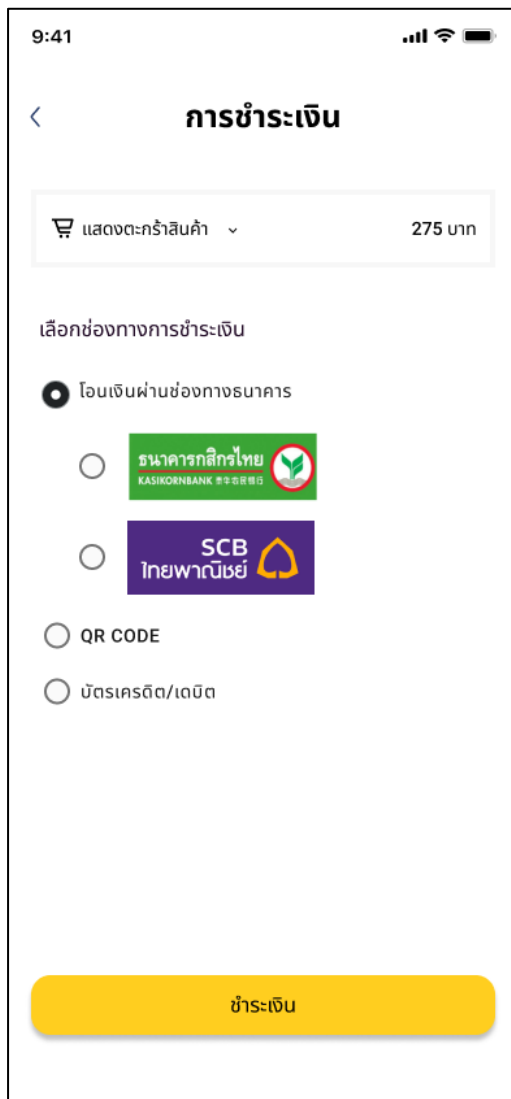 9:41
การชำระเงิน
แสดงตะกร้าสินค้า 275 บาท
เลือกช่องทางการชำระเงิน
โอนเงินผ่านช่องทางธนาคาร
ธนาคารกสิกรไทย
KASIKORNBANK
SCB
ไทยพาณิชย์
QR CODE
บัตรเครดิต/เดบิต
ชำระเงิน